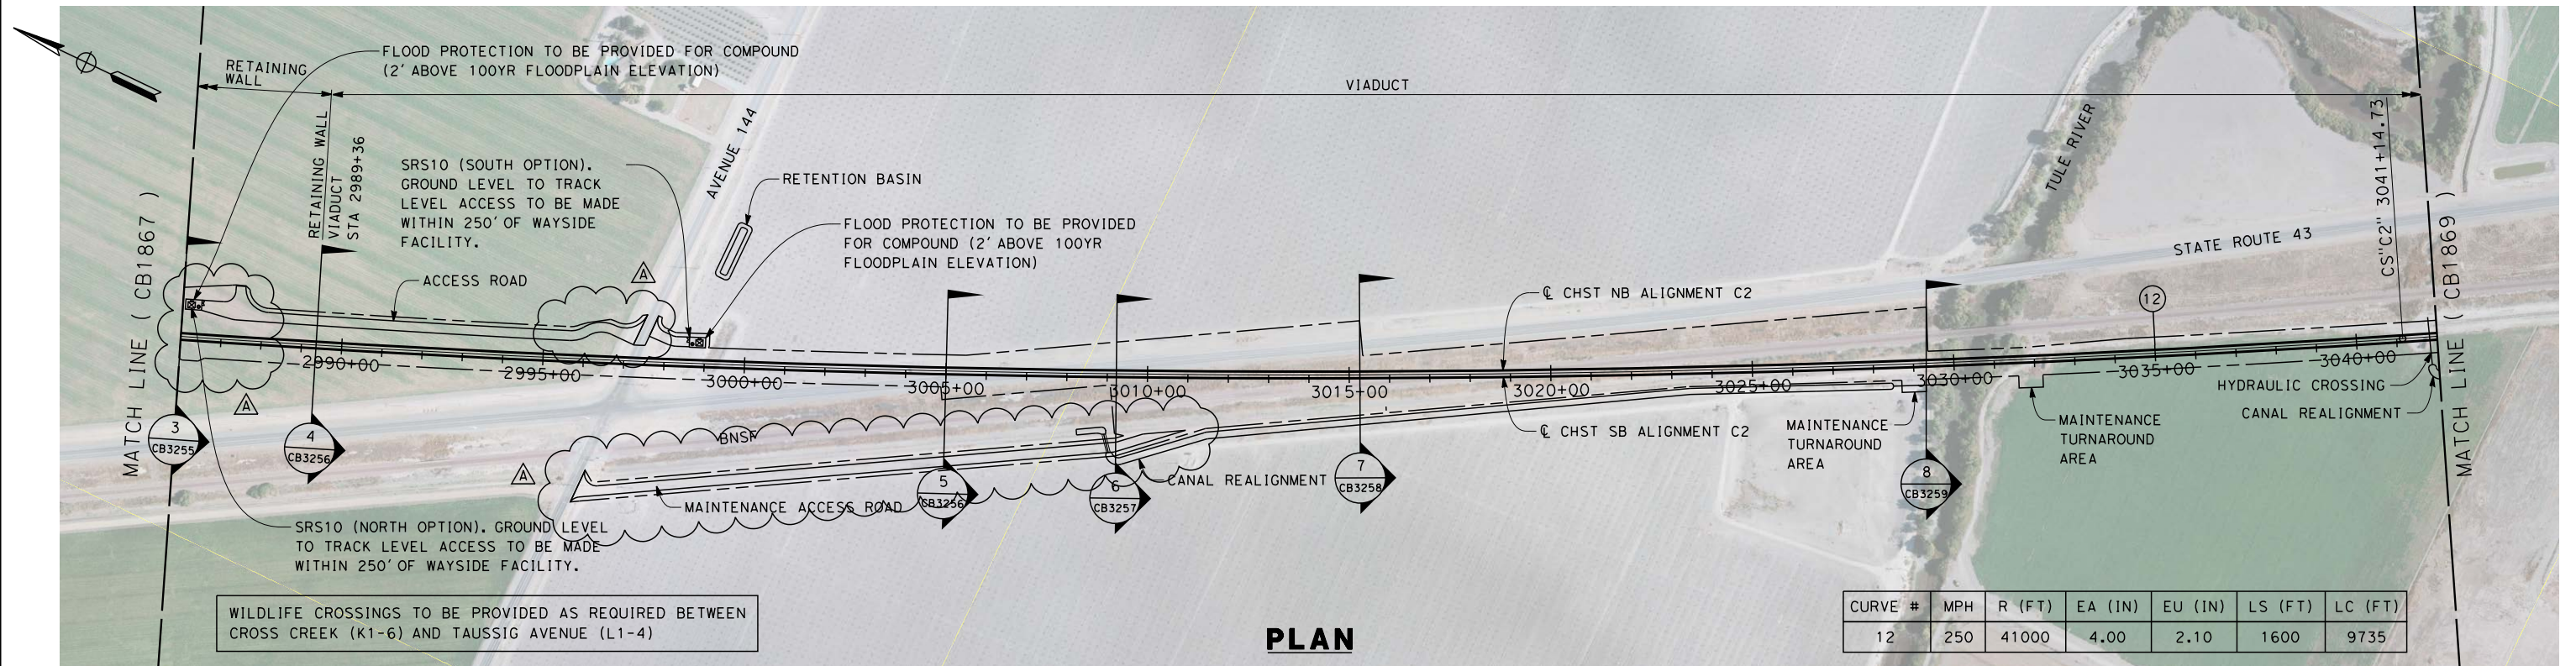 FLOOD PROTECTION TO BE PROVIDED FOR COMPOUND
(2' ABOVE 100YR FLOODPLAIN ELEVATION)
RETAINING
WALL
VIADUCT
RETAINING WALL
VIADUCT
STA 2989+36
SRS10 (SOUTH OPTION).
GROUND LEVEL TO TRACK
LEVEL ACCESS TO BE MADE
WITHIN 250' OF WAYSIDE
FACILITY.
AVENUE 144
RETENTION BASIN
FLOOD PROTECTION TO BE PROVIDED
FOR COMPOUND (2' ABOVE 100YR
FLOODPLAIN ELEVATION)
TULE RIVER
CS"C2" 3041+14.73
STATE ROUTE 43
MATCH LINE ( CB1867 )
MATCH LINE ( CB1869 )
ACCESS ROAD
A
℄ CHST NB ALIGNMENT C2
12
2990+00
2995+00
3000+00
3005+00
3010+00
3015+00
3020+00
3025+00
3030+00
3035+00
3040+00
HYDRAULIC CROSSING
CANAL REALIGNMENT
A
3
CB3255
4
CB3256
BNSF
℄ CHST SB ALIGNMENT C2
MAINTENANCE
TURNAROUND
AREA
MAINTENANCE
TURNAROUND
AREA
A
MAINTENANCE ACCESS ROAD
5
CB3256
6
CB3257
CANAL REALIGNMENT
7
CB3258
8
CB3259
SRS10 (NORTH OPTION). GROUND LEVEL
TO TRACK LEVEL ACCESS TO BE MADE
WITHIN 250' OF WAYSIDE FACILITY.
WILDLIFE CROSSINGS TO BE PROVIDED AS REQUIRED BETWEEN
CROSS CREEK (K1-6) AND TAUSSIG AVENUE (L1-4)
PLAN
CURVE # MPH R (FT) EA (IN) EU (IN) LS (FT) LC (FT)
12 250 41000 4.00 2.10 1600 9735